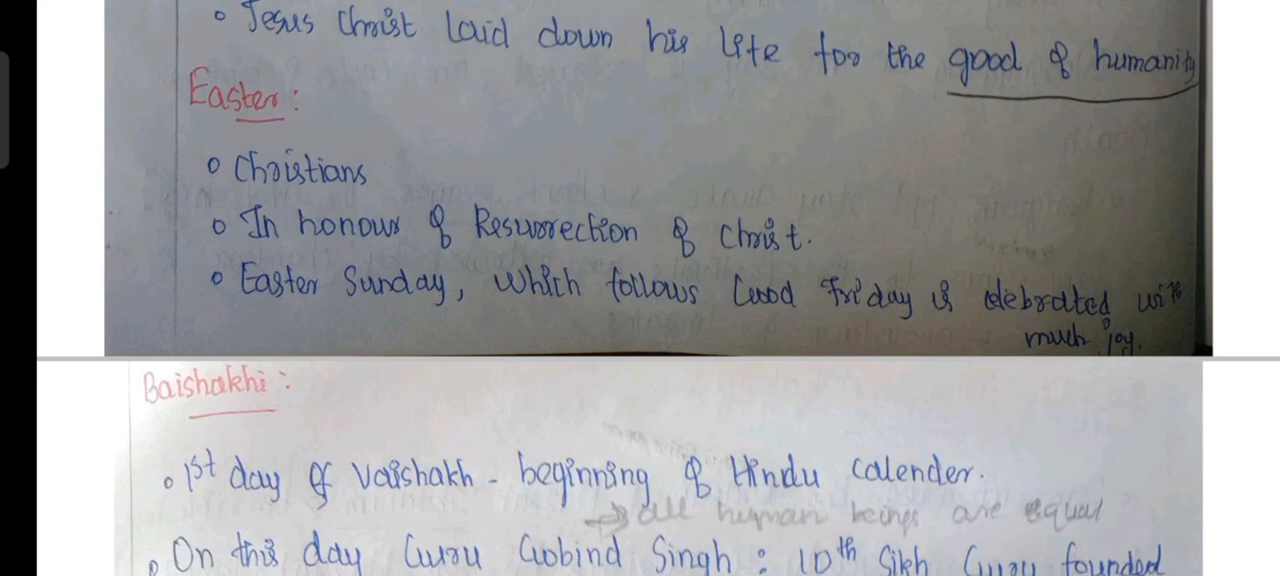 • Jesus Christ laid down his life for the good of humanity
Easter:
• Christians
• In honour of Resurrection of Christ.
• Easter Sunday, which follows Good Friday is celebrated with
much joy.
Baishakhi:
• 1st day of Vaishakh - beginning of Hindu calender.
→ all human beings are equal
• On this day Guru Gobind Singh: 10th Sikh Guru founded